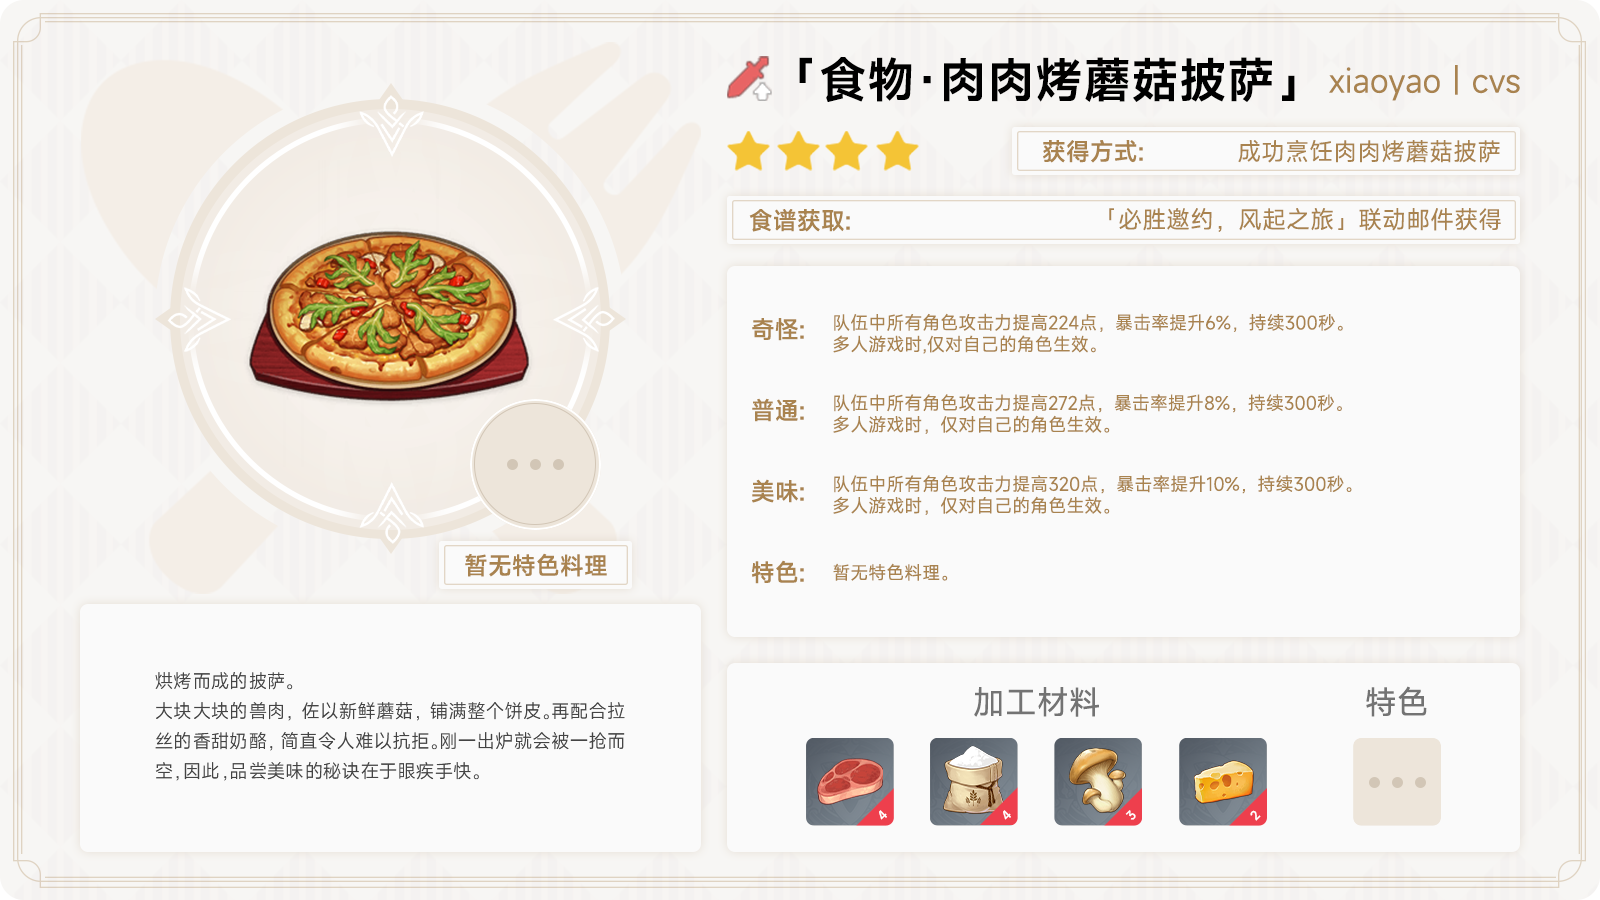 「食物·肉肉烤蘑菇披萨」 xiaoyao | cvs
获得方式: 成功烹饪肉肉烤蘑菇披萨
食谱获取: 「必胜邀约，风起之旅」联动邮件获得
奇怪: 队伍中所有角色攻击力提高224点，暴击率提升6%，持续300秒。
多人游戏时,仅对自己的角色生效。
普通: 队伍中所有角色攻击力提高272点，暴击率提升8%，持续300秒。
多人游戏时，仅对自己的角色生效。
美味: 队伍中所有角色攻击力提高320点，暴击率提升10%，持续300秒。
多人游戏时，仅对自己的角色生效。
特色: 暂无特色料理。
暂无特色料理
烘烤而成的披萨。
大块大块的兽肉，佐以新鲜蘑菇，铺满整个饼皮。再配合拉
丝的香甜奶酪，简直令人难以抗拒。刚一出炉就会被一抢而
空，因此，品尝美味的秘诀在于眼疾手快。
加工材料 特色
4 4 3 2